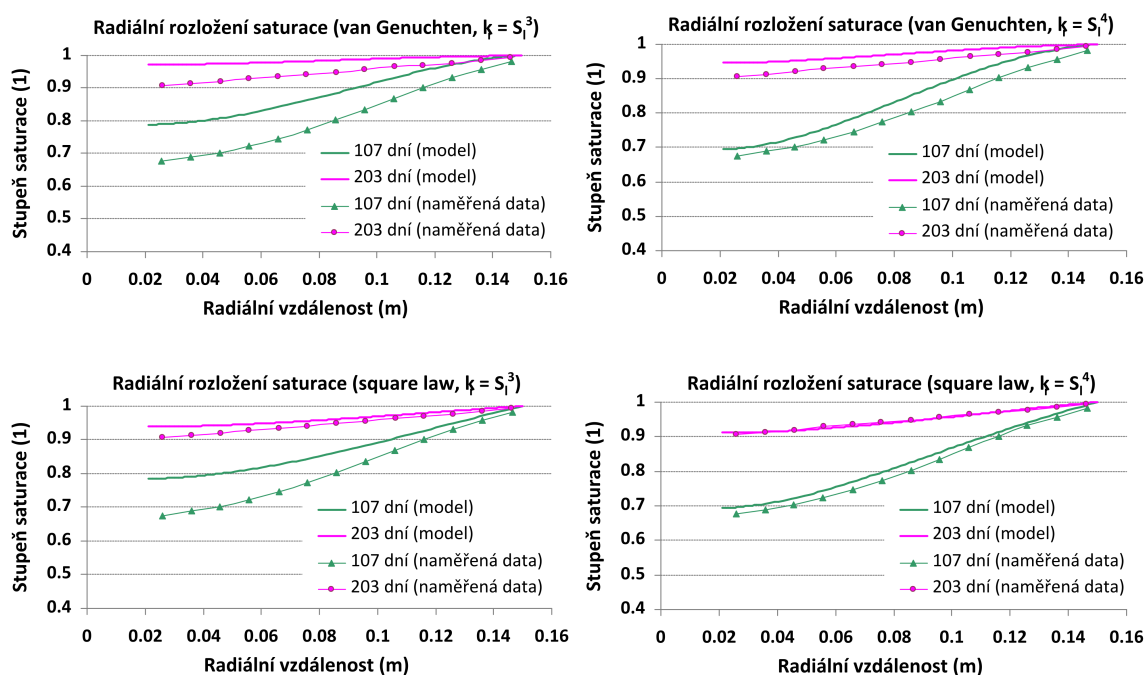 Radiální rozložení saturace (van Genuchten, kᵣ = Sₗ³)
Stupeň saturace (1)
1
0.9
0.8
0.7
0.6
0.5
0.4
107 dní (model)
203 dní (model)
107 dní (naměřená data)
203 dní (naměřená data)
0 0.02 0.04 0.06 0.08 0.1 0.12 0.14 0.16
Radiální vzdálenost (m)
Radiální rozložení saturace (van Genuchten, kᵣ = Sₗ⁴)
Stupeň saturace (1)
1
0.9
0.8
0.7
0.6
0.5
0.4
107 dní (model)
203 dní (model)
107 dní (naměřená data)
203 dní (naměřená data)
0 0.02 0.04 0.06 0.08 0.1 0.12 0.14 0.16
Radiální vzdálenost (m)
Radiální rozložení saturace (square law, kᵣ = Sₗ³)
Stupeň saturace (1)
1
0.9
0.8
0.7
0.6
0.5
0.4
107 dní (model)
203 dní (model)
107 dní (naměřená data)
203 dní (naměřená data)
0 0.02 0.04 0.06 0.08 0.1 0.12 0.14 0.16
Radiální vzdálenost (m)
Radiální rozložení saturace (square law, kᵣ = Sₗ⁴)
Stupeň saturace (1)
1
0.9
0.8
0.7
0.6
0.5
0.4
107 dní (model)
203 dní (model)
107 dní (naměřená data)
203 dní (naměřená data)
0 0.02 0.04 0.06 0.08 0.1 0.12 0.14 0.16
Radiální vzdálenost (m)